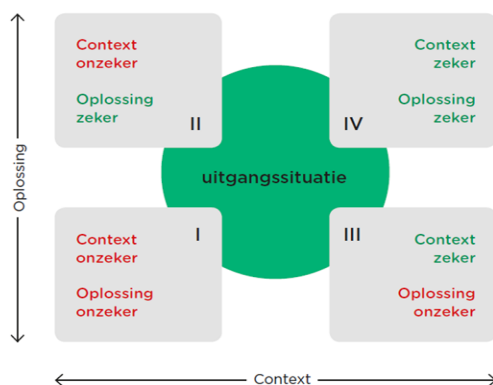 Context
onzeker
Oplossing
zeker
II
Context
zeker
Oplossing
zeker
IV
Oplossing
uitgangssituatie
Context
onzeker
Oplossing
onzeker
I
Context
zeker
Oplossing
onzeker
III
Context